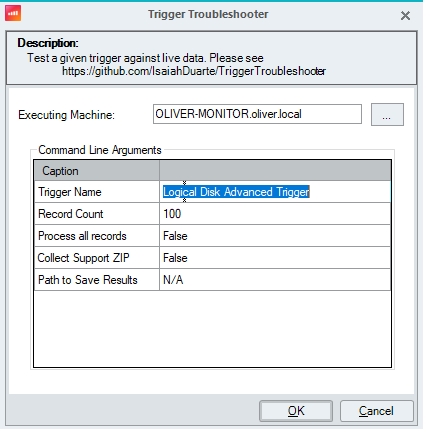 Trigger Troubleshooter
Description:
Test a given trigger against live data. Please see
https://github.com/IsaiahDuarte/TriggerTroubleshooter
Executing Machine: OLIVER-MONITOR.oliver.local ...
Command Line Arguments
Caption
Trigger Name Logical Disk Advanced Trigger
Record Count 100
Process all records False
Collect Support ZIP False
Path to Save Results N/A
OK Cancel